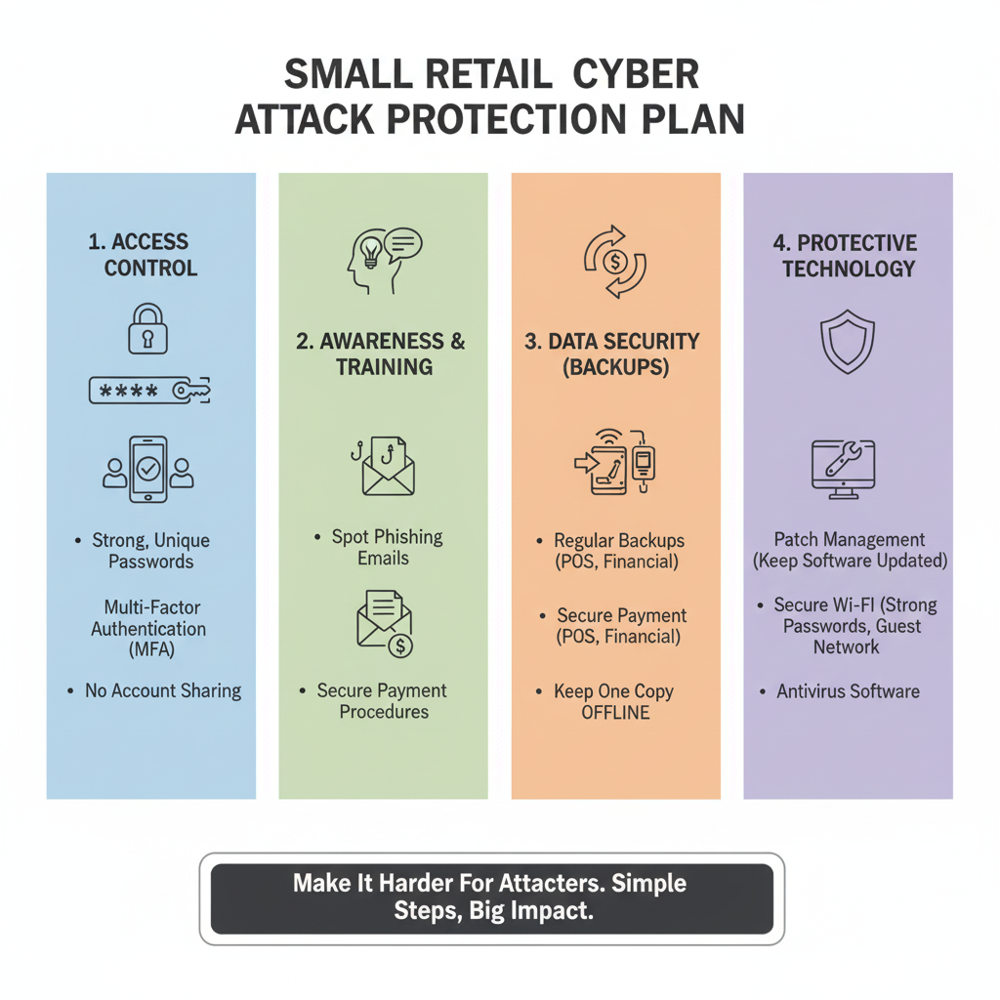 SMALL RETAIL CYBER
ATTACK PROTECTION PLAN
1. ACCESS
CONTROL
****
• Strong, Unique
Passwords
Multi-Factor
Authentication
(MFA)
• No Account Sharing
2. AWARENESS &
TRAINING
• Spot Phishing
Emails
$
• Secure Payment
Procedures
$
3. DATA SECURITY
(BACKUPS)
• Regular Backups
(POS, Financial)
• Secure Payment
(POS, Financial)
• Keep One Copy
OFFLINE
4. PROTECTIVE
TECHNOLOGY
Patch Management
(Keep Software Updated)
• Secure Wi-FI (Strong
Passwords, Guest
Network
• Antivirus Software
Make It Harder For Attacters. Simple
Steps, Big Impact.